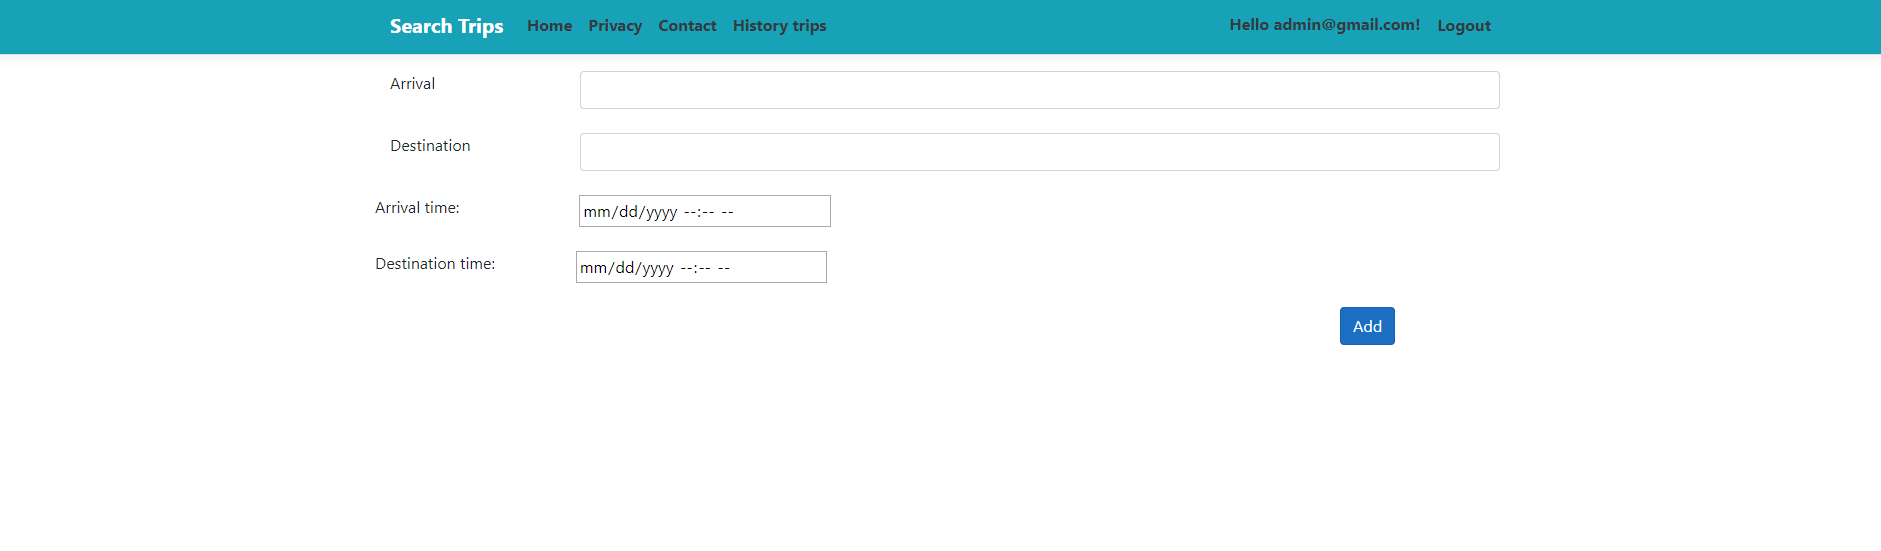 Search Trips Home Privacy Contact History trips Hello admin@gmail.com! Logout
Arrival
Destination
Arrival time: mm/dd/yyyy --:-- --
Destination time: mm/dd/yyyy --:-- --
Add